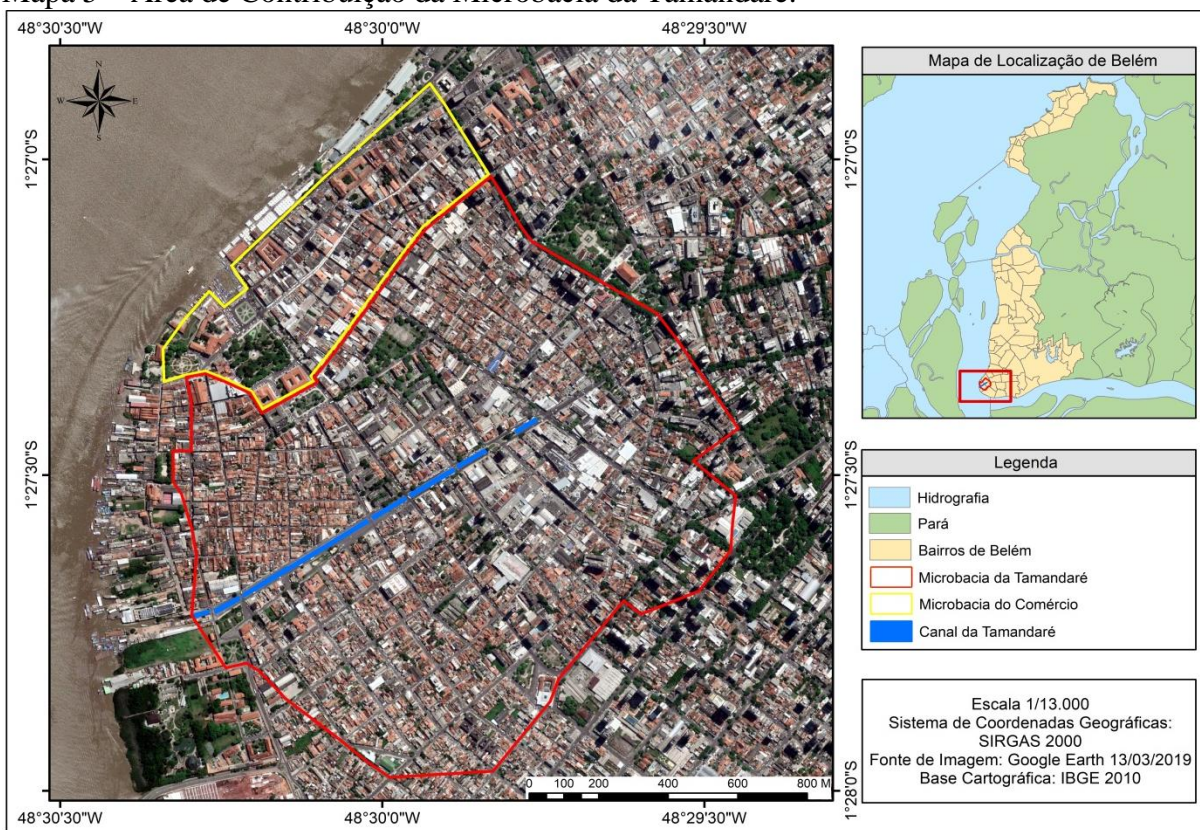 Mapa 3 – Área de Contribuição da Microbacia da Tamandaré.
48°30'30"W
48°30'0"W
48°29'30"W
N
W
E
S
1°27'0"S
1°27'0"S
1°27'30"S
1°27'30"S
1°28'0"S
1°28'0"S
0 100 200 400 600 800 M
48°30'30"W
48°30'0"W
48°29'30"W
Mapa de Localização de Belém
Legenda
Hidrografia
Pará
Bairros de Belém
Microbacia da Tamandaré
Microbacia do Comércio
Canal da Tamandaré
Escala 1/13.000
Sistema de Coordenadas Geográficas:
SIRGAS 2000
Fonte de Imagem: Google Earth 13/03/2019
Base Cartográfica: IBGE 2010